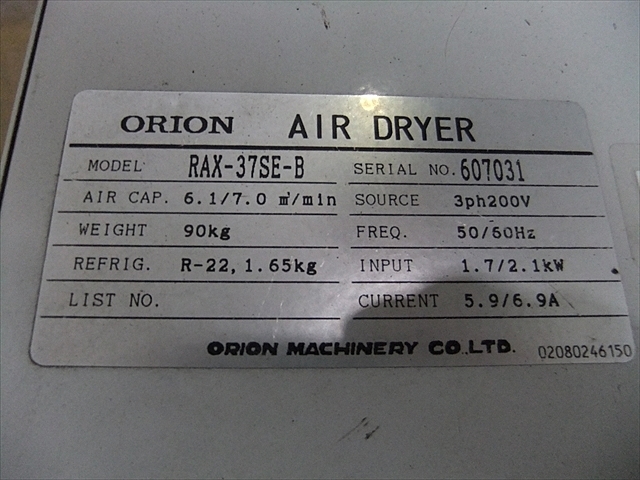 ORION AIR DRYER
MODEL RAX-37SE-B SERIAL NO. 607031
AIR CAP. 6.1/7.0 m³/min SOURCE 3ph200V
WEIGHT 90kg FREQ. 50/60Hz
REFRIG. R-22, 1.65kg INPUT 1.7/2.1kW
LIST NO. CURRENT 5.9/6.9A
ORION MACHINERY CO.,LTD. 02080246150